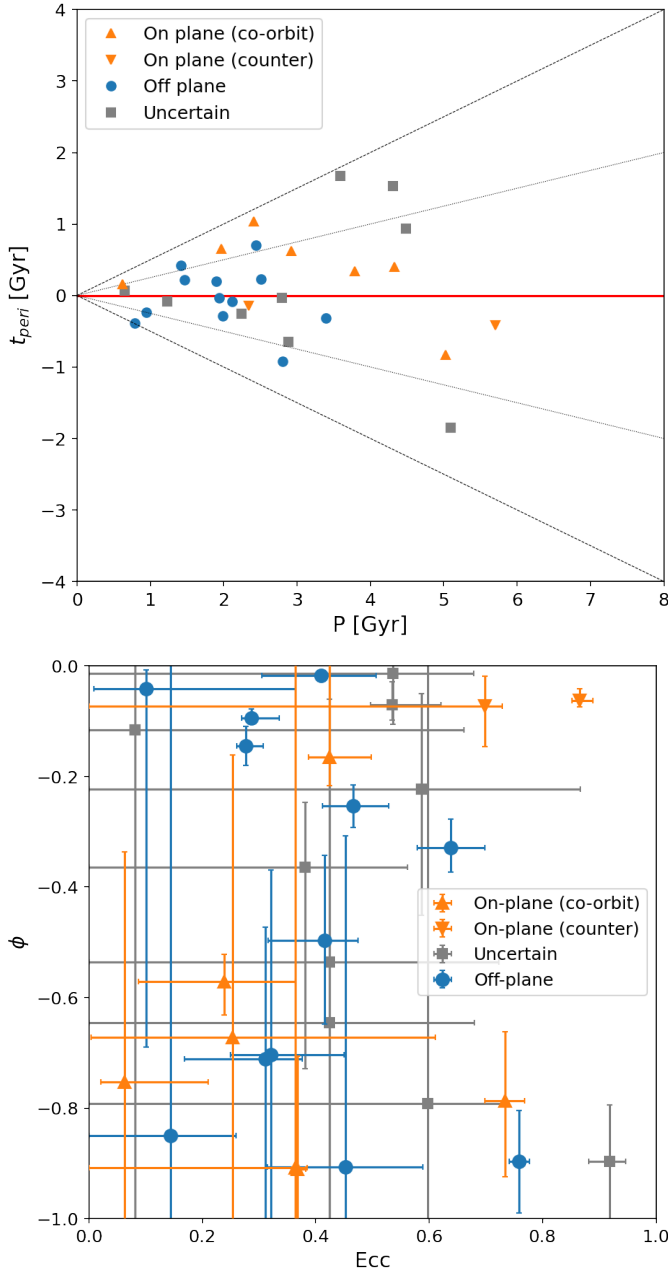 4
On plane (co-orbit)
On plane (counter)
Off plane
Uncertain
3
2
1
0
−1
−2
−3
−4
t_peri [Gyr]
0 1 2 3 4 5 6 7 8
P [Gyr]
0.0
−0.2
−0.4
−0.6
−0.8
−1.0
ϕ
On-plane (co-orbit)
On-plane (counter)
Uncertain
Off-plane
0.0 0.2 0.4 0.6 0.8 1.0
Ecc